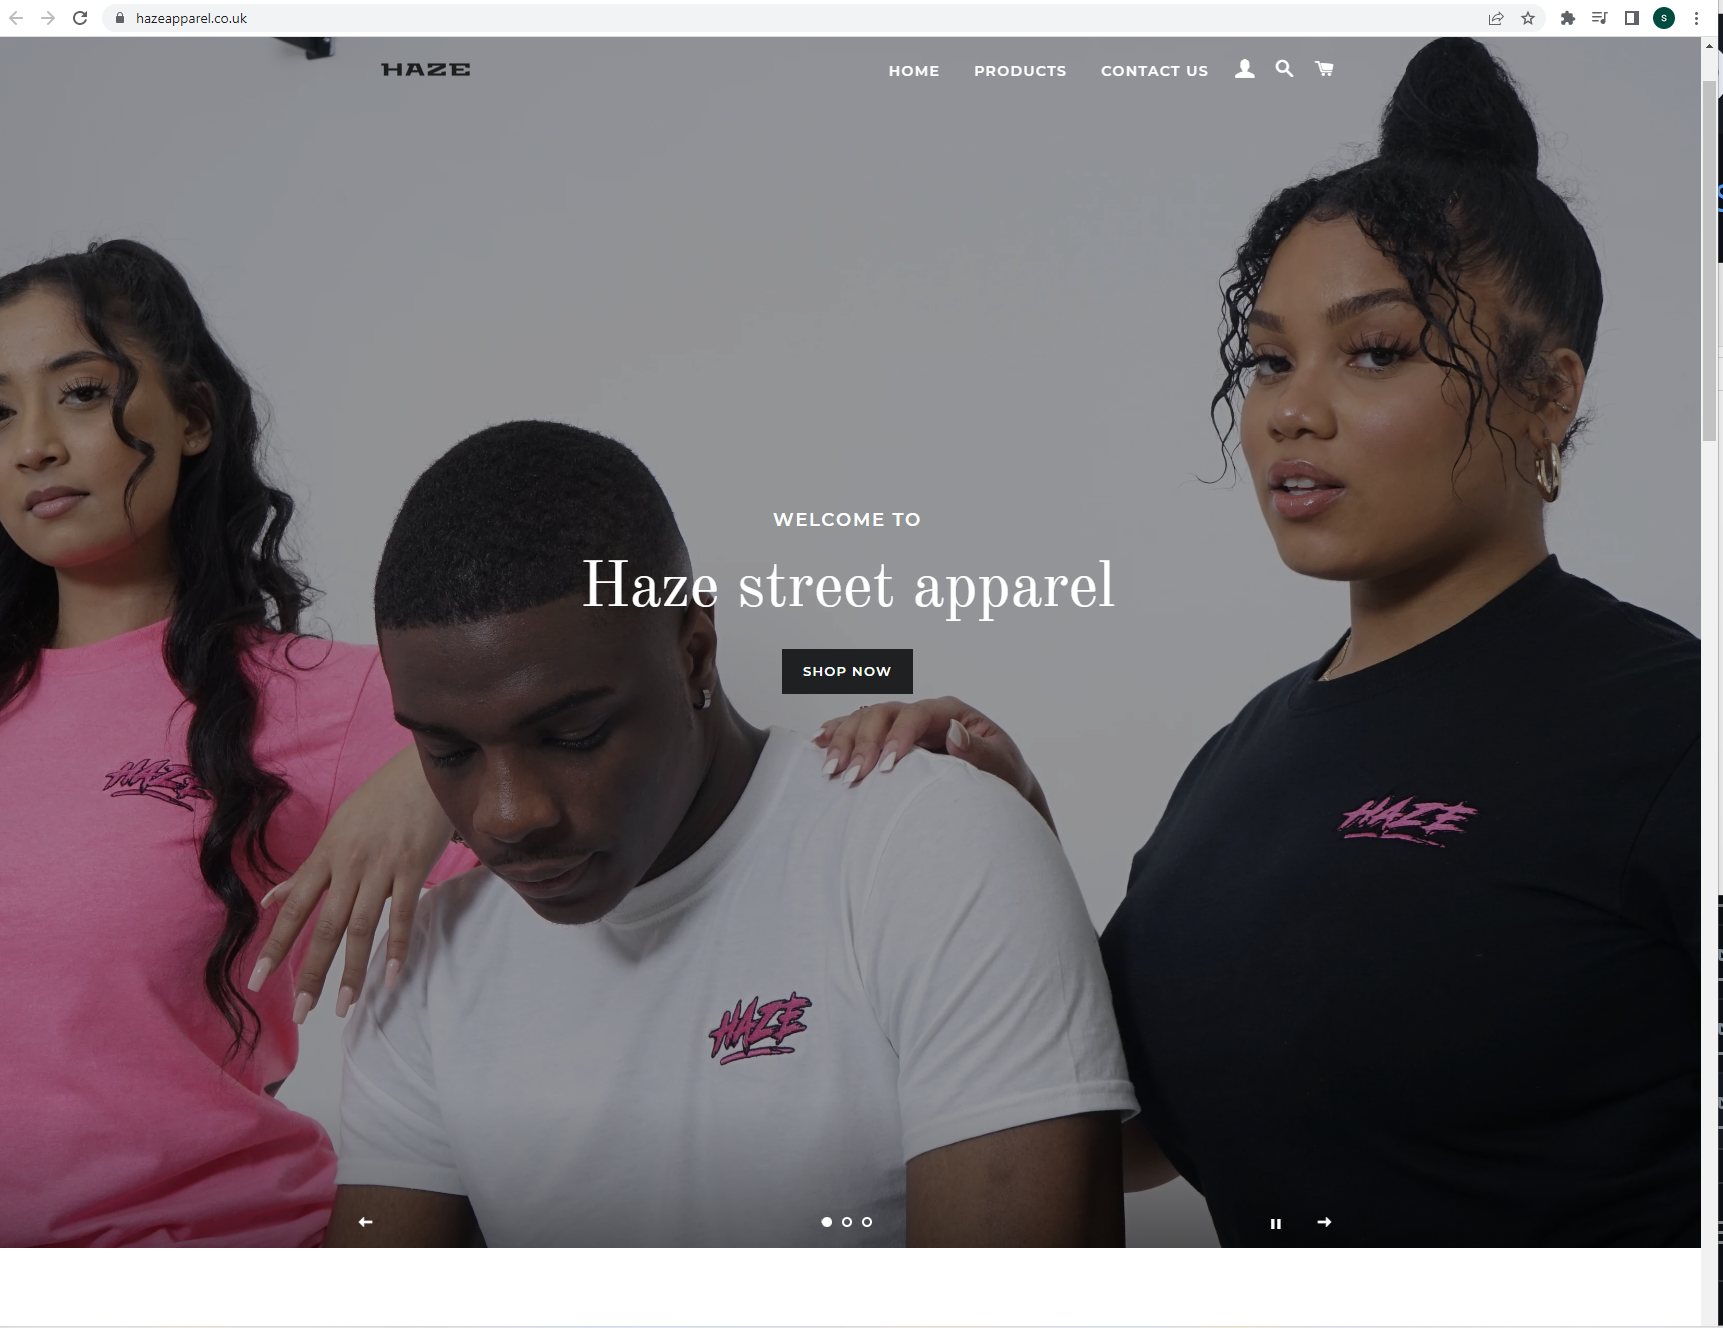 hazeapparel.co.uk
S
HAZE
HOME PRODUCTS CONTACT US
WELCOME TO
Haze street apparel
SHOP NOW
HAZE
HAZE
HAZE